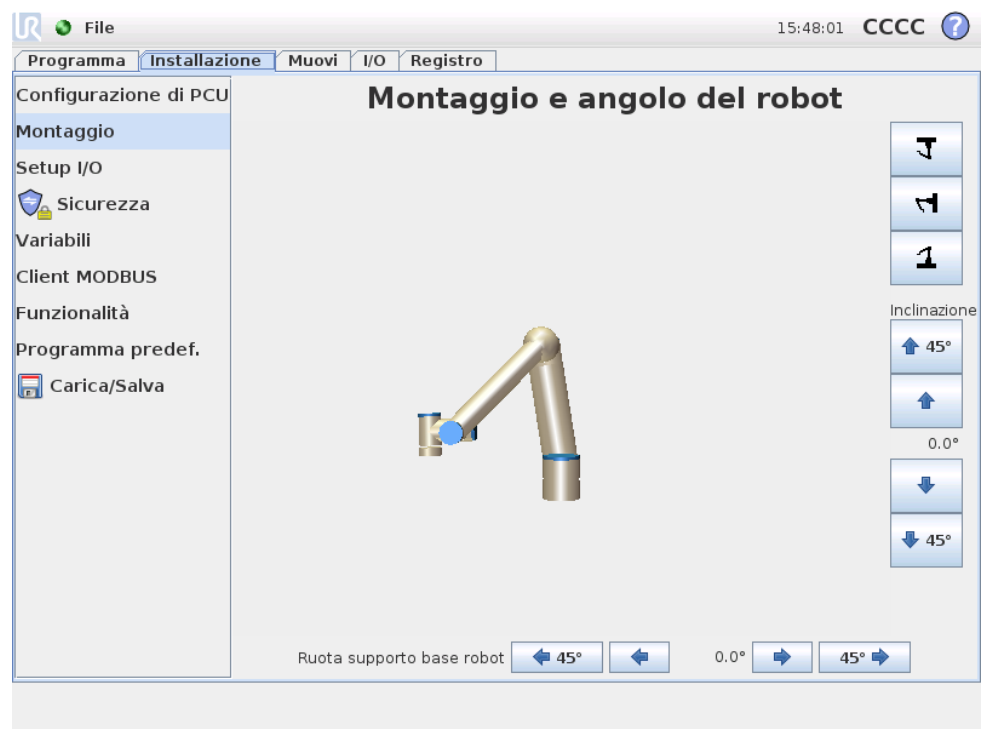 UR File 15:48:01 CCCC ?
Programma Installazione Muovi I/O Registro
Configurazione di PCU
Montaggio
Setup I/O
Sicurezza
Variabili
Client MODBUS
Funzionalità
Programma predef.
Carica/Salva
Montaggio e angolo del robot
Inclinazione
45°
0.0°
45°
Ruota supporto base robot 45° 0.0° 45°